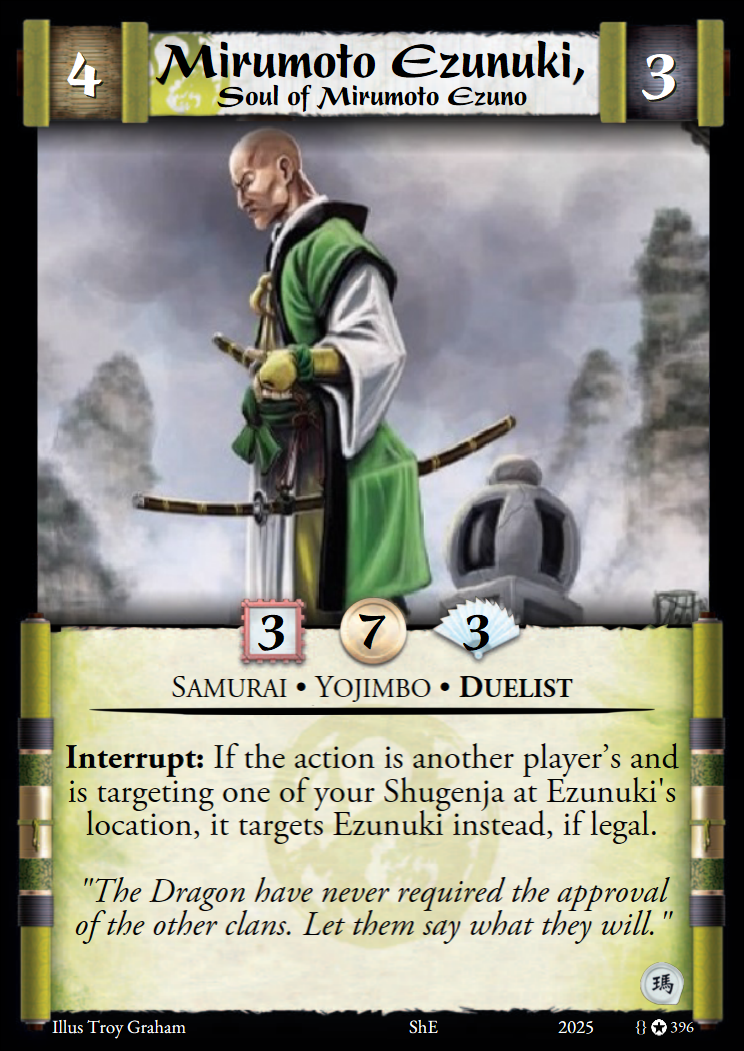 4
Mirumoto Ezunuki,
Soul of Mirumoto Ezuno
3
3
7
3
SAMURAI • YOJIMBO • DUELIST
Interrupt: If the action is another player's and
is targeting one of your Shugenja at Ezunuki's
location, it targets Ezunuki instead, if legal.
"The Dragon have never required the approval
of the other clans. Let them say what they will."
瑪
Illus Troy Graham
ShE
2025
{} ✪ 396